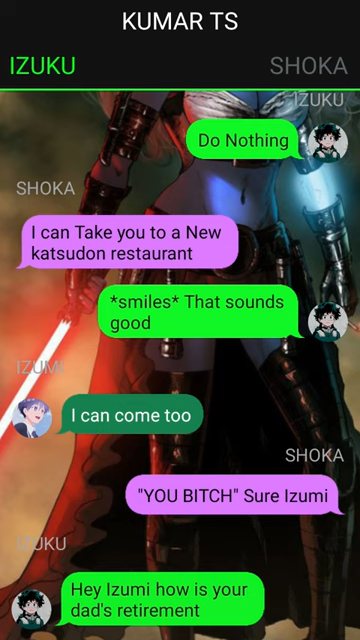 KUMAR TS
IZUKU
SHOKA
IZUKU
Do Nothing
SHOKA
I can Take you to a New
katsudon restaurant
*smiles* That sounds
good
IZUMI
I can come too
SHOKA
"YOU BITCH" Sure Izumi
IZUKU
Hey Izumi how is your
dad's retirement